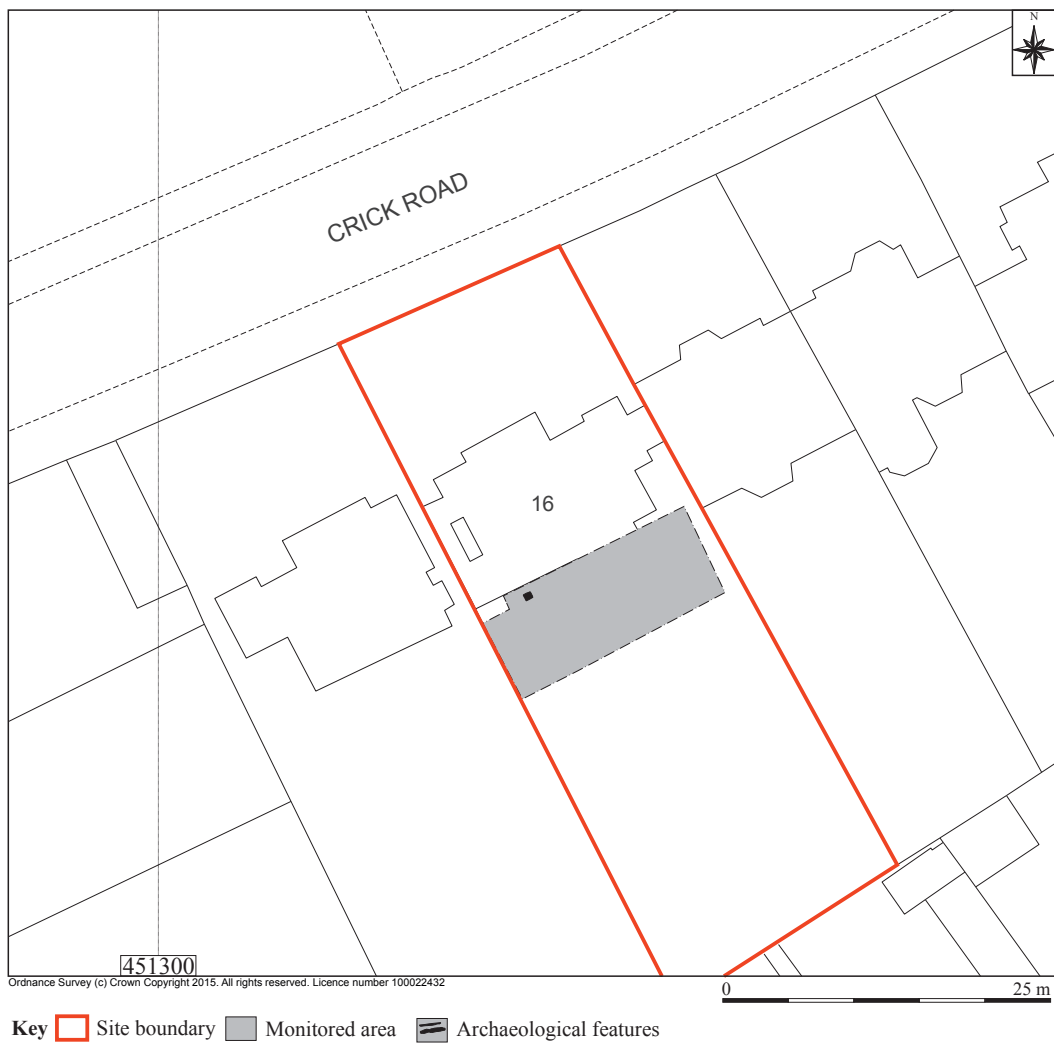 N
CRICK ROAD
16
451300
Ordnance Survey (c) Crown Copyright 2015. All rights reserved. Licence number 100022432
0 25 m
Key Site boundary Monitored area Archaeological features